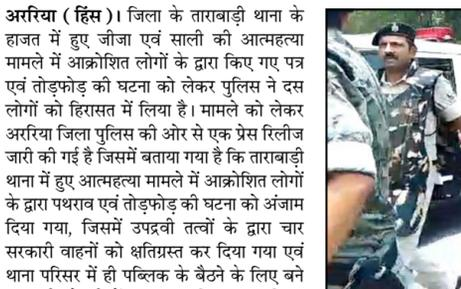 अररिया ( हिंस )। जिला के ताराबाड़ी थाना के
हाजत में हुए जीजा एवं साली की आत्महत्या
मामले में आक्रोशित लोगों के द्वारा किए गए पत्र
एवं तोड़फोड़ की घटना को लेकर पुलिस ने दस
लोगों को हिरासत में लिया है। मामले को लेकर
अररिया जिला पुलिस की ओर से एक प्रेस रिलीज
जारी की गई है जिसमें बताया गया है कि ताराबाड़ी
थाना में हुए आत्महत्या मामले में आक्रोशित लोगों
के द्वारा पथराव एवं तोड़फोड़ की घटना को अंजाम
दिया गया, जिसमें उपद्रवी तत्वों के द्वारा चार
सरकारी वाहनों को क्षतिग्रस्त कर दिया गया एवं
थाना परिसर में ही पब्लिक के बैठने के लिए बने